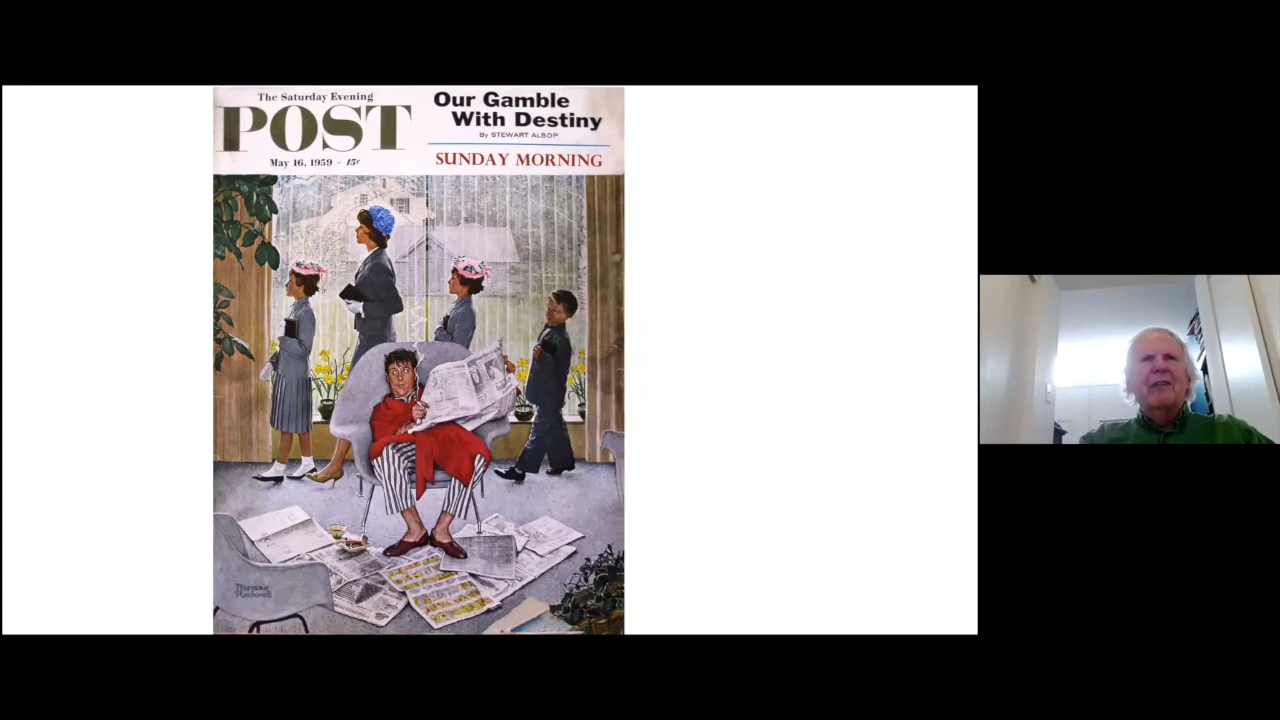 The Saturday Evening
POST
May 16, 1959 – 15¢
Our Gamble
With Destiny
By STEWART ALSOP
SUNDAY MORNING
Norman
Rockwell